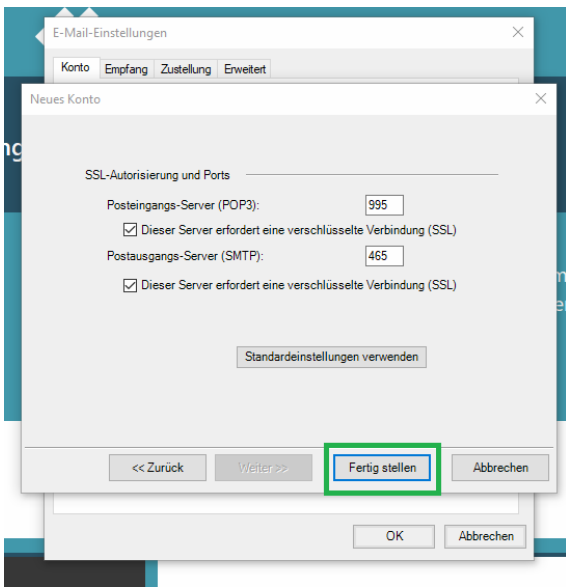 E-Mail-Einstellungen
Konto Empfang Zustellung Erweitert
Neues Konto
SSL-Autorisierung und Ports
Posteingangs-Server (POP3): 995
Dieser Server erfordert eine verschlüsselte Verbindung (SSL)
Postausgangs-Server (SMTP): 465
Dieser Server erfordert eine verschlüsselte Verbindung (SSL)
Standardeinstellungen verwenden
<< Zurück Weiter >> Fertig stellen Abbrechen
OK Abbrechen